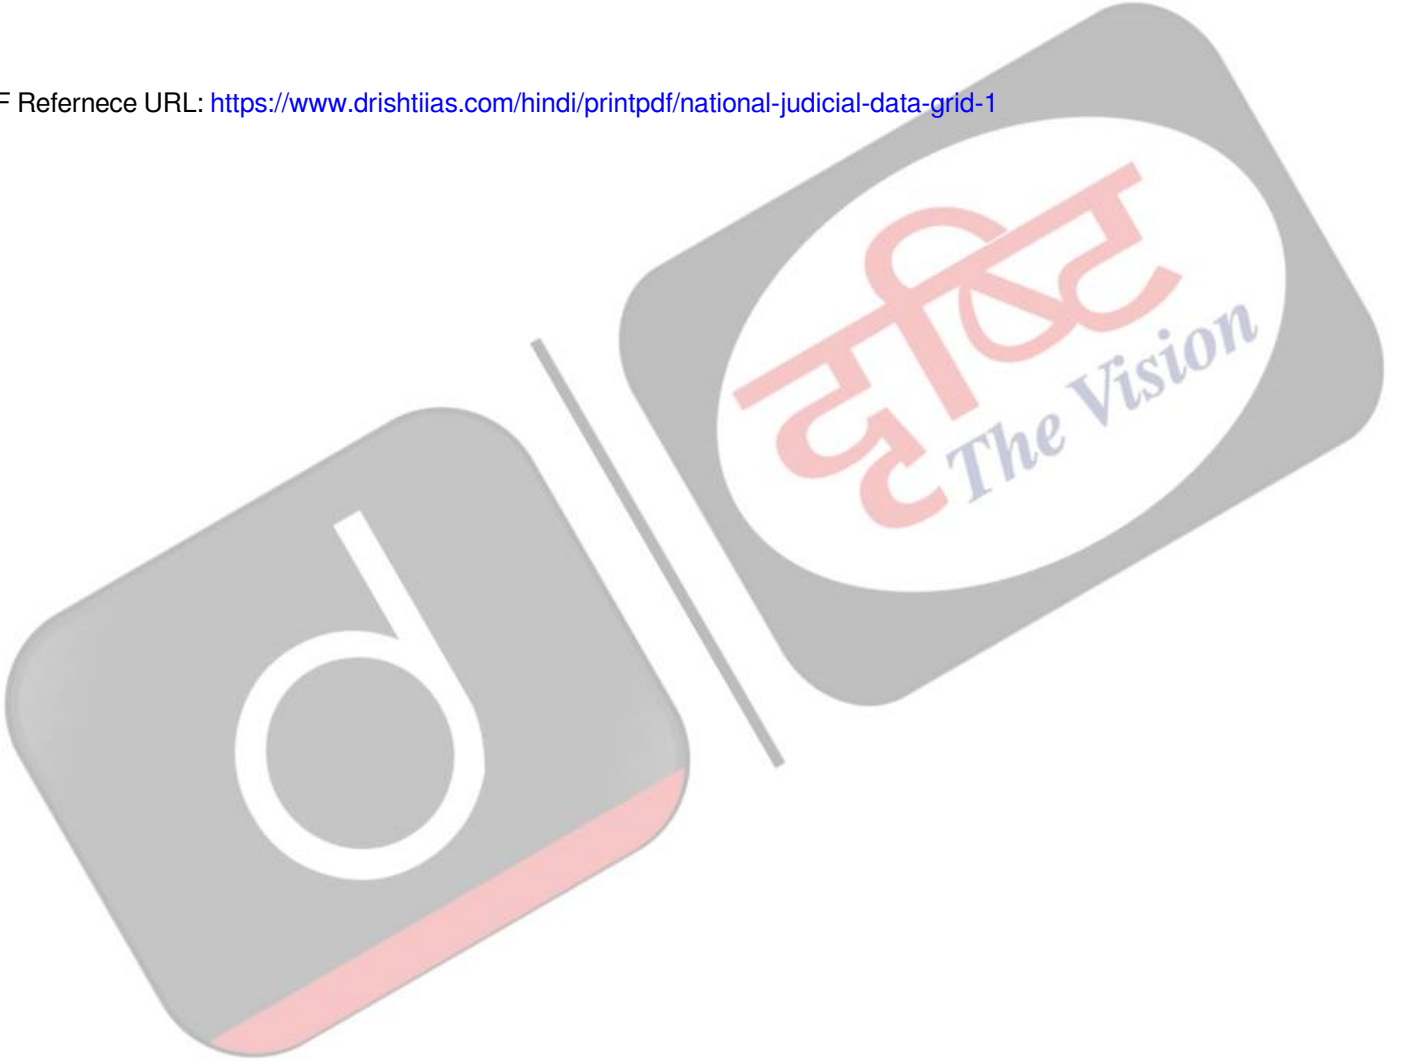 F Refernece URL: https://www.drishtiias.com/hindi/printpdf/national-judicial-data-grid-1
दृष्टि
The Vision
d